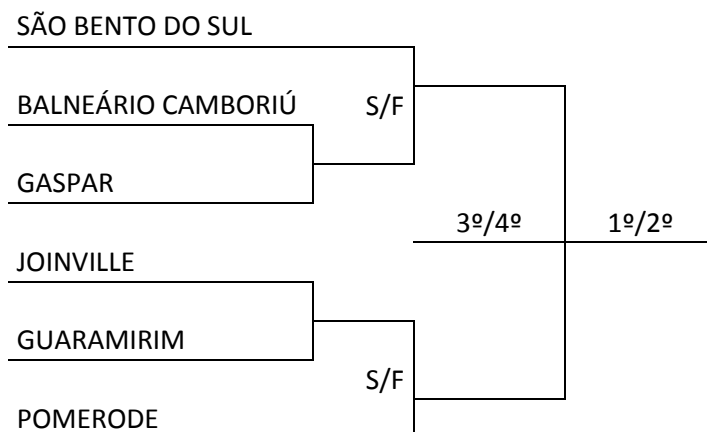 SÃO BENTO DO SUL
BALNEÁRIO CAMBORIÚ
S/F
GASPAR
3º/4º
1º/2º
JOINVILLE
GUARAMIRIM
S/F
POMERODE